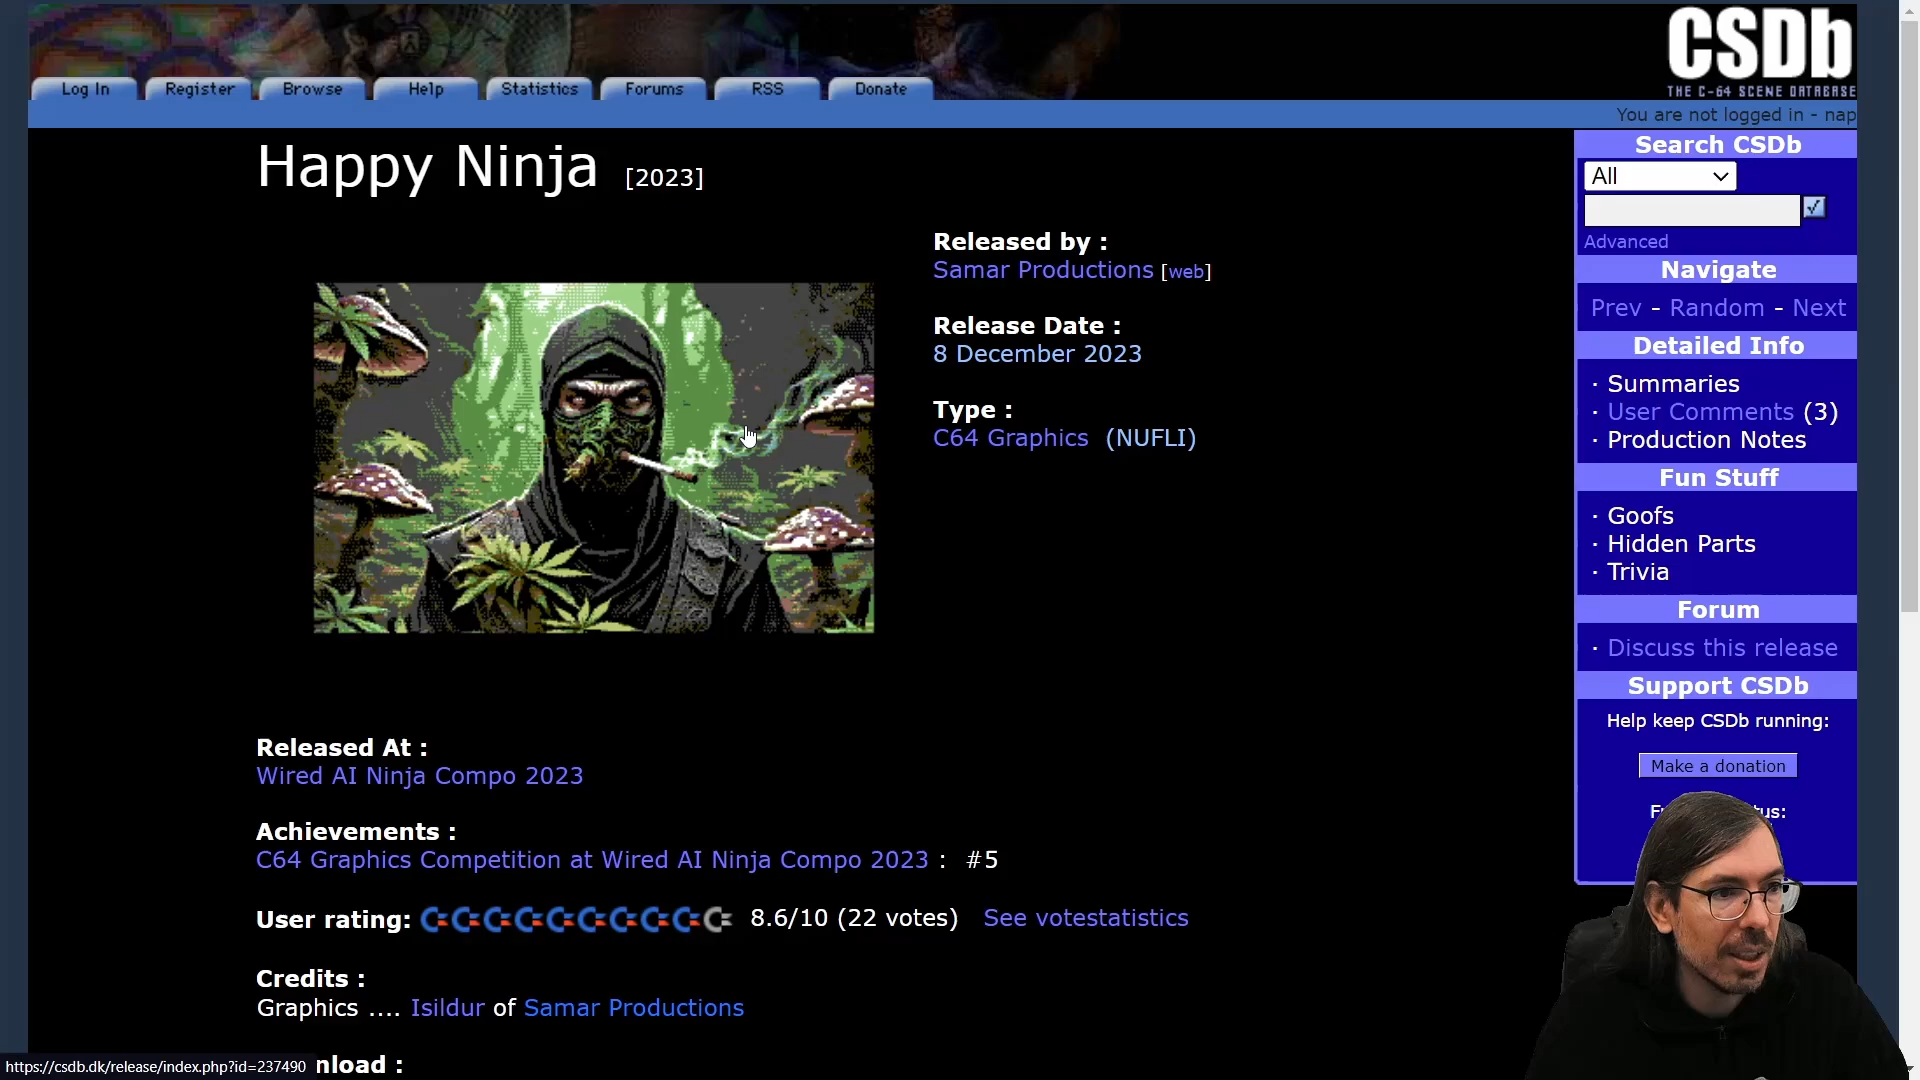 CSDb
THE C-64 SCENE DATABASE
Log In
Register
Browse
Help
Statistics
Forums
RSS
Donate
You are not logged in - nap
Happy Ninja [2023]
Released by :
Samar Productions [web]
Release Date :
8 December 2023
Type :
C64 Graphics (NUFLI)
Released At :
Wired AI Ninja Compo 2023
Achievements :
C64 Graphics Competition at Wired AI Ninja Compo 2023 : #5
User rating: 8.6/10 (22 votes) See votestatistics
Credits :
Graphics .... Isildur of Samar Productions
nload :
https://csdb.dk/release/index.php?id=237490
Search CSDb
All
Advanced
Navigate
Prev - Random - Next
Detailed Info
· Summaries
· User Comments (3)
· Production Notes
Fun Stuff
· Goofs
· Hidden Parts
· Trivia
Forum
· Discuss this release
Support CSDb
Help keep CSDb running:
Make a donation